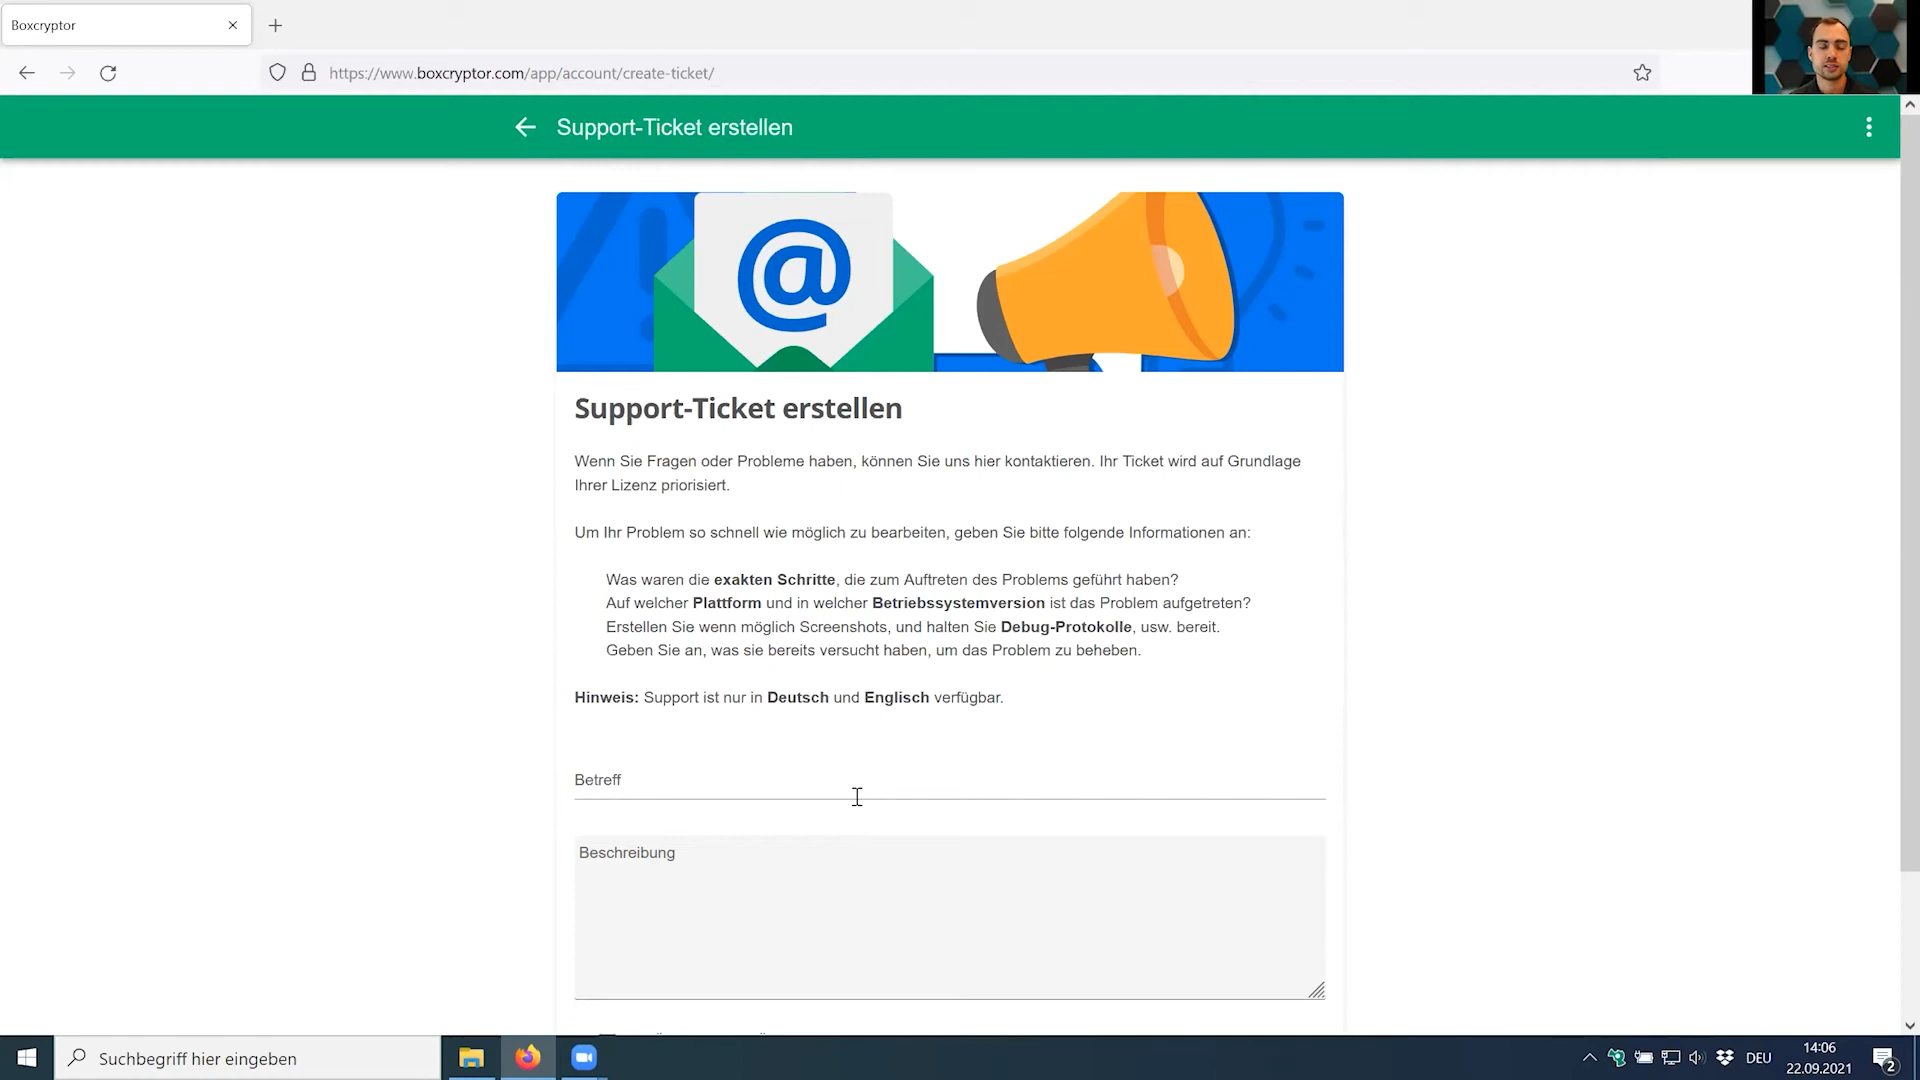 Boxcryptor
https://www.boxcryptor.com/app/account/create-ticket/
Support-Ticket erstellen
@
Support-Ticket erstellen
Wenn Sie Fragen oder Probleme haben, können Sie uns hier kontaktieren. Ihr Ticket wird auf Grundlage
Ihrer Lizenz priorisiert.
Um Ihr Problem so schnell wie möglich zu bearbeiten, geben Sie bitte folgende Informationen an:
Was waren die exakten Schritte, die zum Auftreten des Problems geführt haben?
Auf welcher Plattform und in welcher Betriebssystemversion ist das Problem aufgetreten?
Erstellen Sie wenn möglich Screenshots, und halten Sie Debug-Protokolle, usw. bereit.
Geben Sie an, was sie bereits versucht haben, um das Problem zu beheben.
Hinweis: Support ist nur in Deutsch und Englisch verfügbar.
Betreff
Beschreibung
Suchbegriff hier eingeben
DEU
14:06
22.09.2021
2